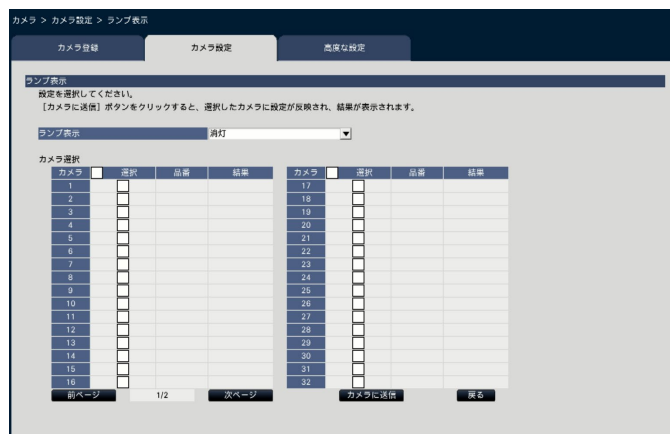 カメラ > カメラ設定 > ランプ表示
カメラ登録 カメラ設定 高度な設定
ランプ表示
設定を選択してください。
［カメラに送信］ボタンをクリックすると、選択したカメラに設定が反映され、結果が表示されます。
ランプ表示 消灯
カメラ選択
カメラ 選択 品番 結果 カメラ 選択 品番 結果
1 17
2 18
3 19
4 20
5 21
6 22
7 23
8 24
9 25
10 26
11 27
12 28
13 29
14 30
15 31
16 32
前ページ 1/2 次ページ カメラに送信 戻る